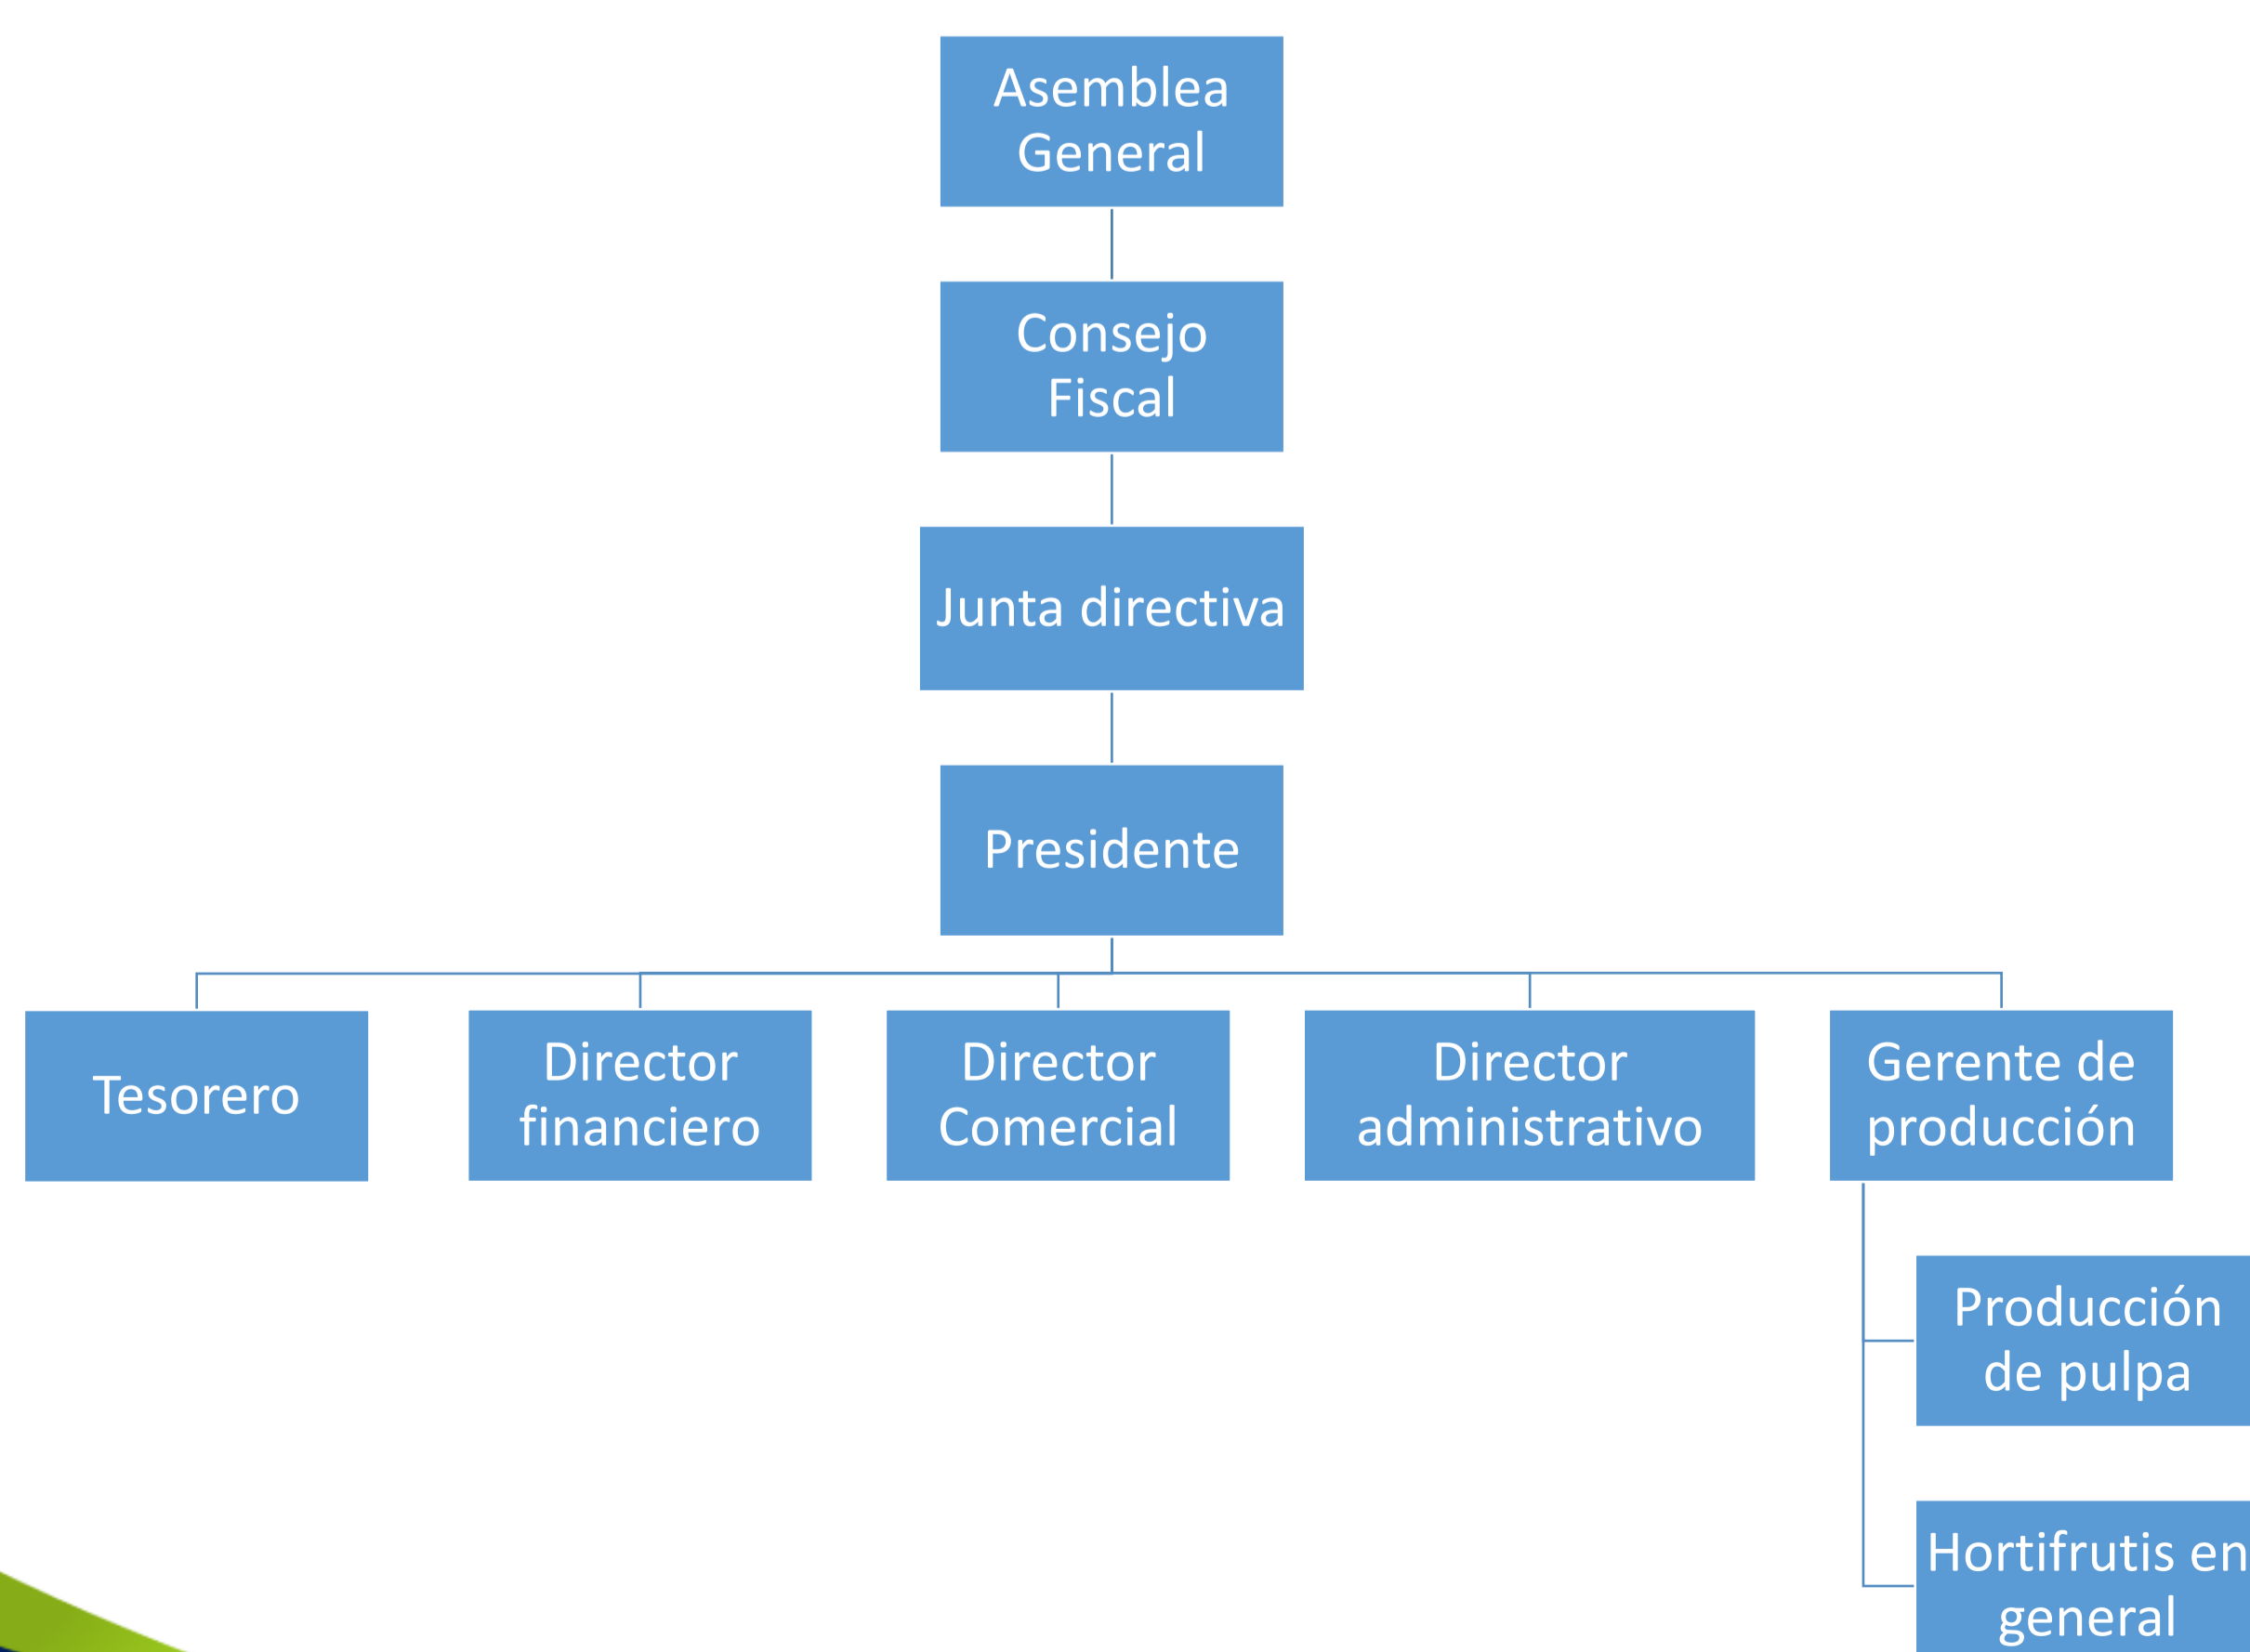 Asemblea
General
Consejo
Fiscal
Junta directiva
Presidente
Tesorero
Director
financiero
Director
Comercial
Director
administrativo
Gerente de
producción
Producción
de pulpa
Hortifrutis en
general